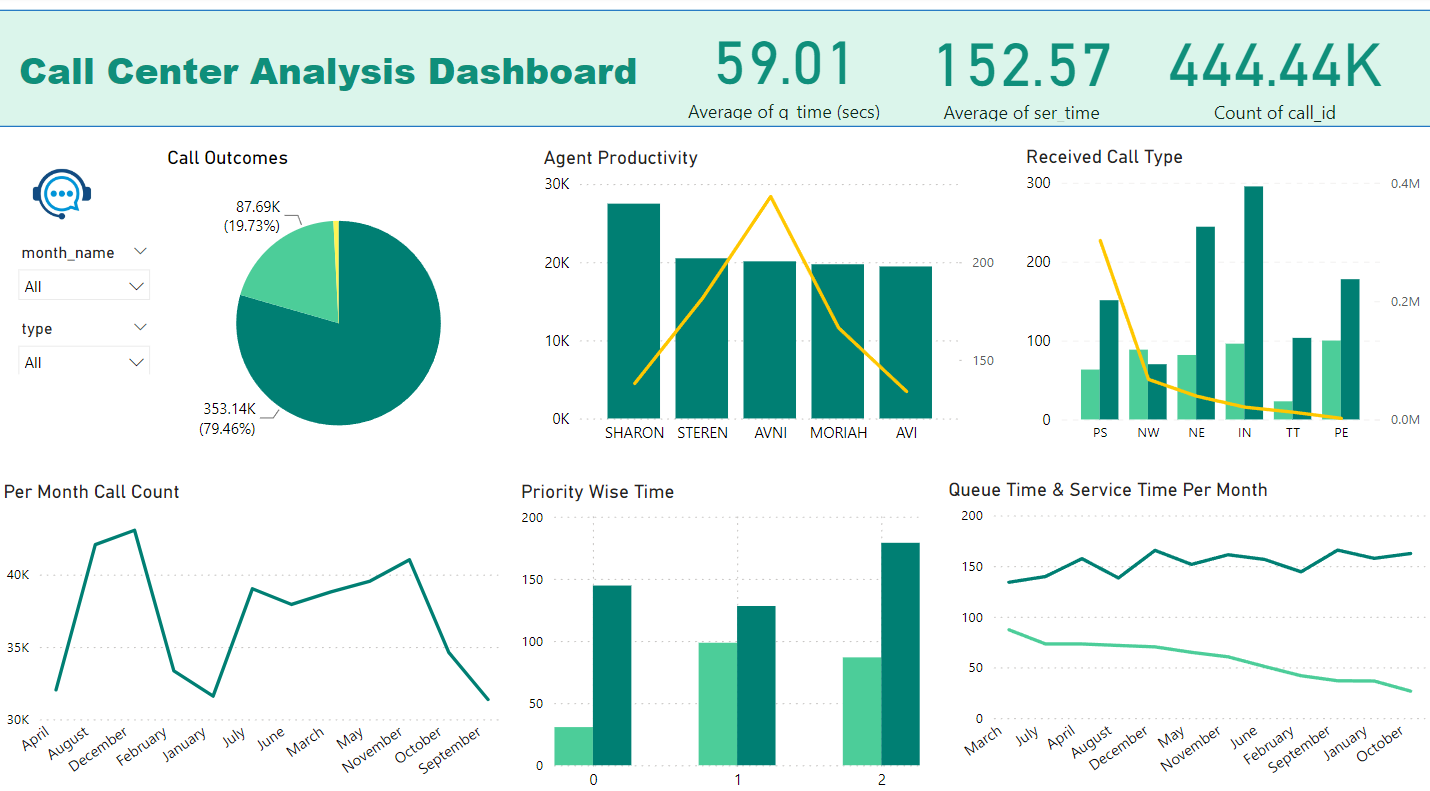 Call Center Analysis Dashboard
59.01
Average of q_time (secs)
152.57
Average of ser_time
444.44K
Count of call_id
month_name
All
type
All
Call Outcomes
87.69K
(19.73%)
353.14K
(79.46%)
Agent Productivity
30K
20K
10K
0K
200
150
SHARON STEREN AVNI MORIAH AVI
Received Call Type
300
200
100
0
0.4M
0.2M
0.0M
PS NW NE IN TT PE
Per Month Call Count
40K
35K
30K
April August December February January July June March May November October September
Priority Wise Time
200
150
100
50
0
0 1 2
Queue Time & Service Time Per Month
200
150
100
50
0
March July April August December May November June February September January October